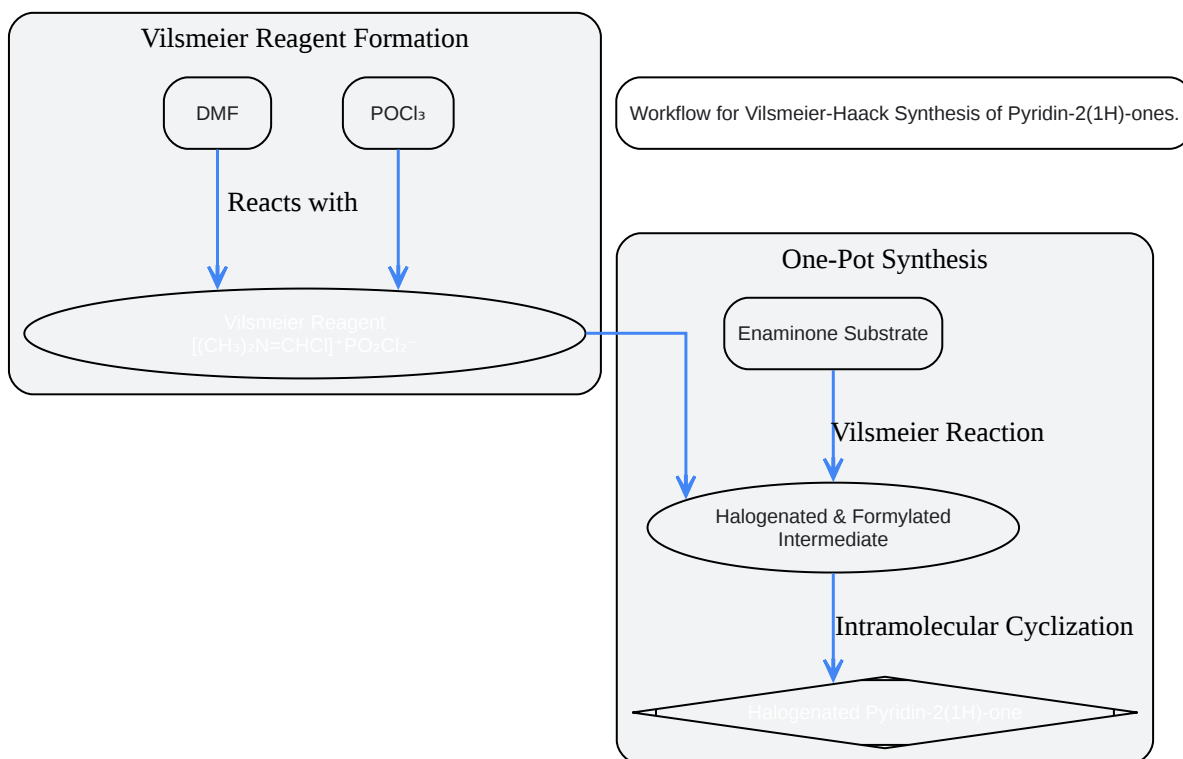 Vilsmeier Reagent Formation
DMF
POCl₃
Workflow for Vilsmeier-Haack Synthesis of Pyridin-2(1H)-ones.
Reacts with
Vilsmeier Reagent
[(CH₃)₂N=CHCl]⁺PO₂Cl₂⁻
One-Pot Synthesis
Enaminone Substrate
Vilsmeier Reaction
Halogenated & Formylated
Intermediate
Intramolecular Cyclization
Halogenated Pyridin-2(1H)-one